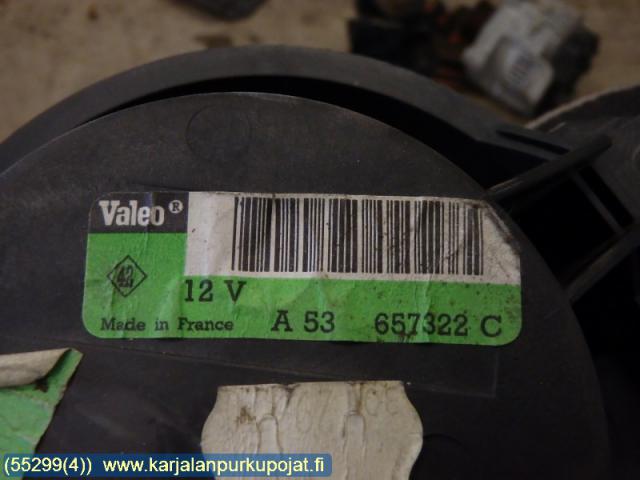 Valeo®
42
12 V
Made in France A 53 657322 C
(55299(4)) www.karjalanpurkupojat.fi